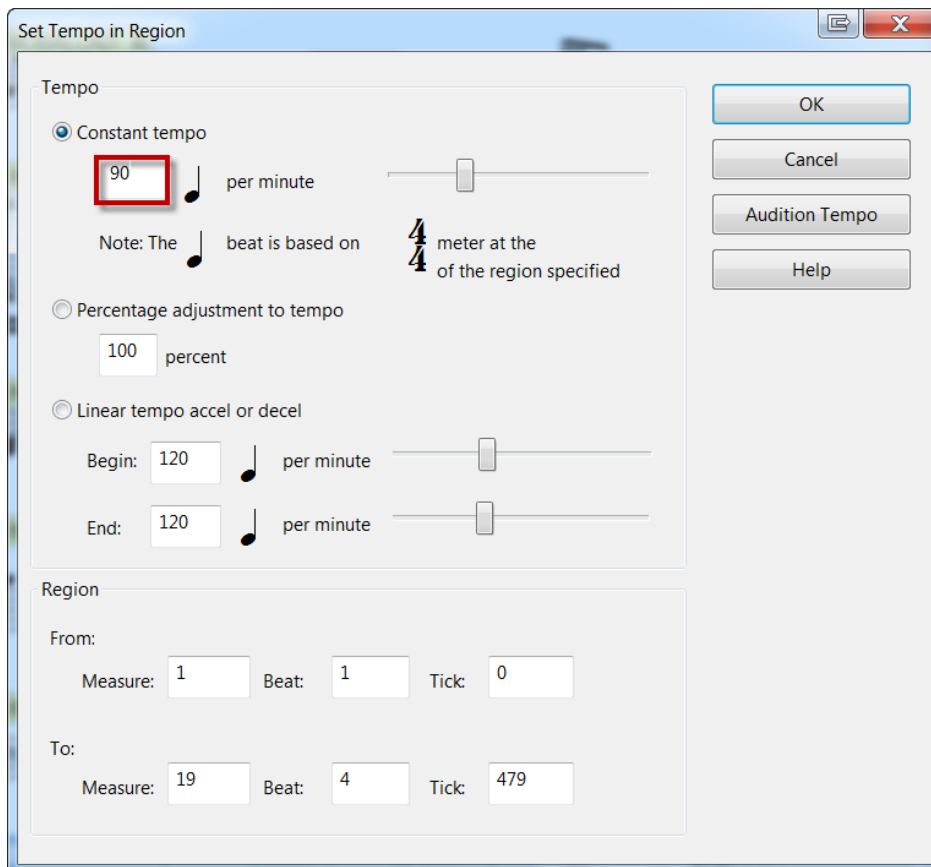 Set Tempo in Region
Tempo
Constant tempo
90 per minute
Note: The beat is based on 4/4 meter at the
of the region specified
Percentage adjustment to tempo
100 percent
Linear tempo accel or decel
Begin: 120 per minute
End: 120 per minute
OK
Cancel
Audition Tempo
Help
Region
From:
Measure: 1 Beat: 1 Tick: 0
To:
Measure: 19 Beat: 4 Tick: 479